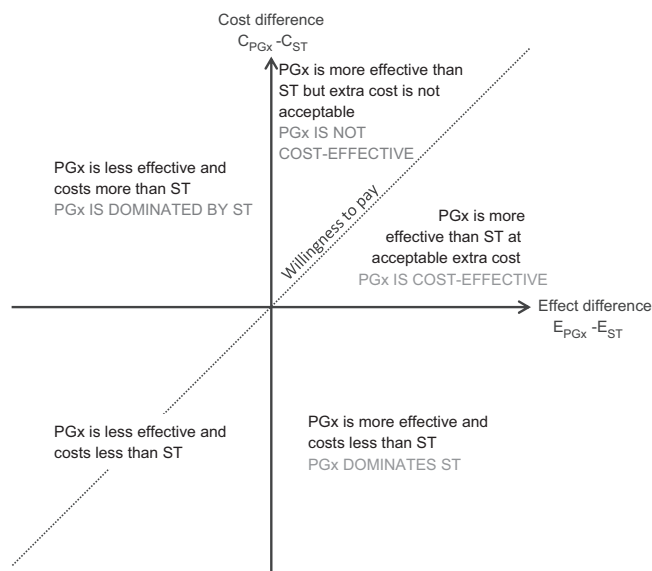 Cost difference
C_PGx -C_ST
PGx is more effective than
ST but extra cost is not
acceptable
PGx IS NOT
COST-EFFECTIVE
PGx is less effective and
costs more than ST
PGx IS DOMINATED BY ST
Willingness to pay
PGx is more
effective than ST at
acceptable extra cost
PGx IS COST-EFFECTIVE
Effect difference
E_PGx -E_ST
PGx is less effective and
costs less than ST
PGx is more effective and
costs less than ST
PGx DOMINATES ST